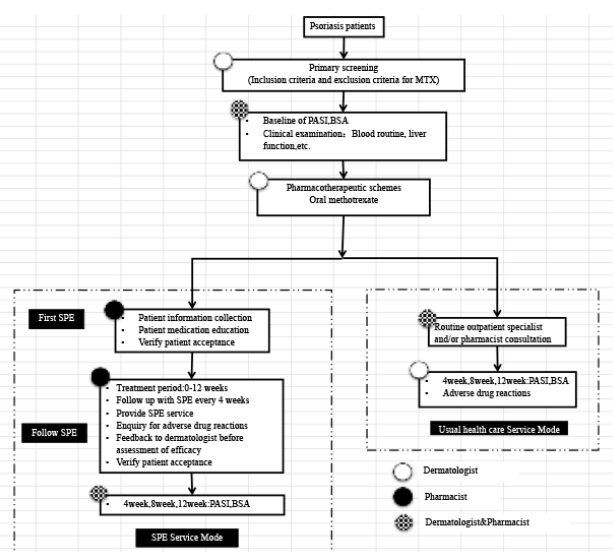 Psoriasis patients
Primary screening
(Inclusion criteria and exclusion criteria for MTX)
• Baseline of PASI,BSA
• Clinical examination：Blood routine, liver
function,etc.
Pharmacotherapeutic schemes
Oral methotrexate
First SPE
• Patient information collection
• Patient medication education
• Verify patient acceptance
Follow SPE
• Treatment period:0-12 weeks
• Follow up with SPE every 4 weeks
• Provide SPE service
• Enquiry for adverse drug reactions
• Feedback to dermatologist before
assessment of efficacy
• Verify patient acceptance
• 4week,8week,12week:PASI,BSA
SPE Service Mode
Routine outpatient specialist
and/or pharmacist consultation
• 4week,8week,12week:PASI,BSA
• Adverse drug reactions
Usual health care Service Mode
Dermatologist
Pharmacist
Dermatologist&Pharmacist